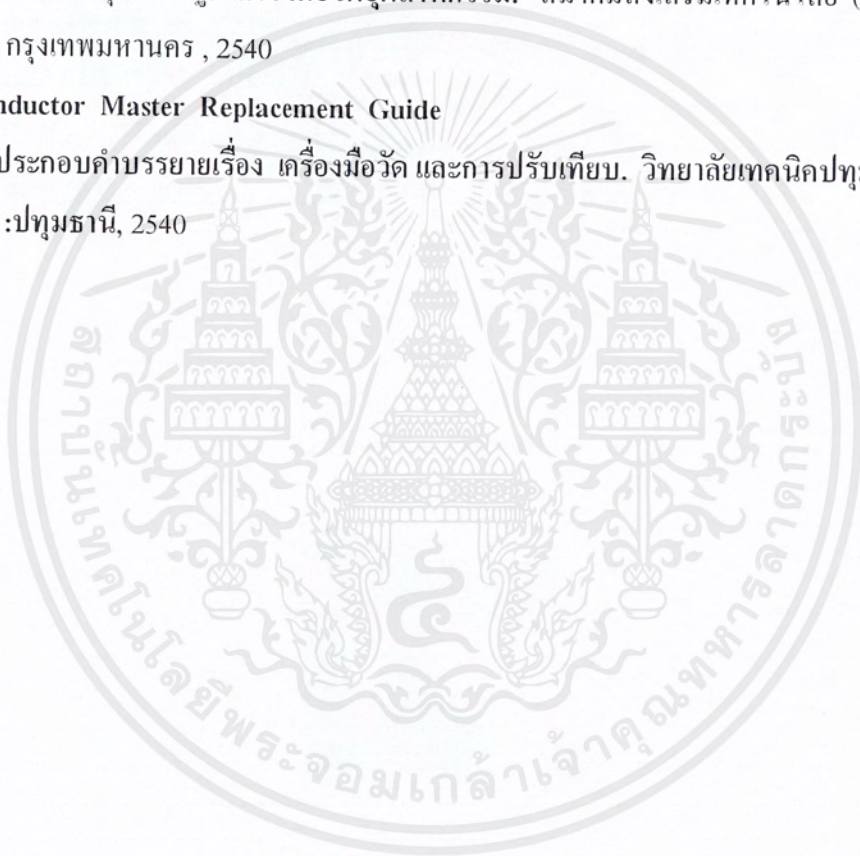 กรุงเทพมหานคร , 2540
nductor Master Replacement Guide
ประกอบคำบรรยายเรื่อง เครื่องมือวัด และการปรับเทียบ. วิทยาลัยเทคนิคปทุม
:ปทุมธานี, 2540
สถาบันเทคโนโลยีพระจอมเกล้าเจ้าคุณทหารลาดกระบัง